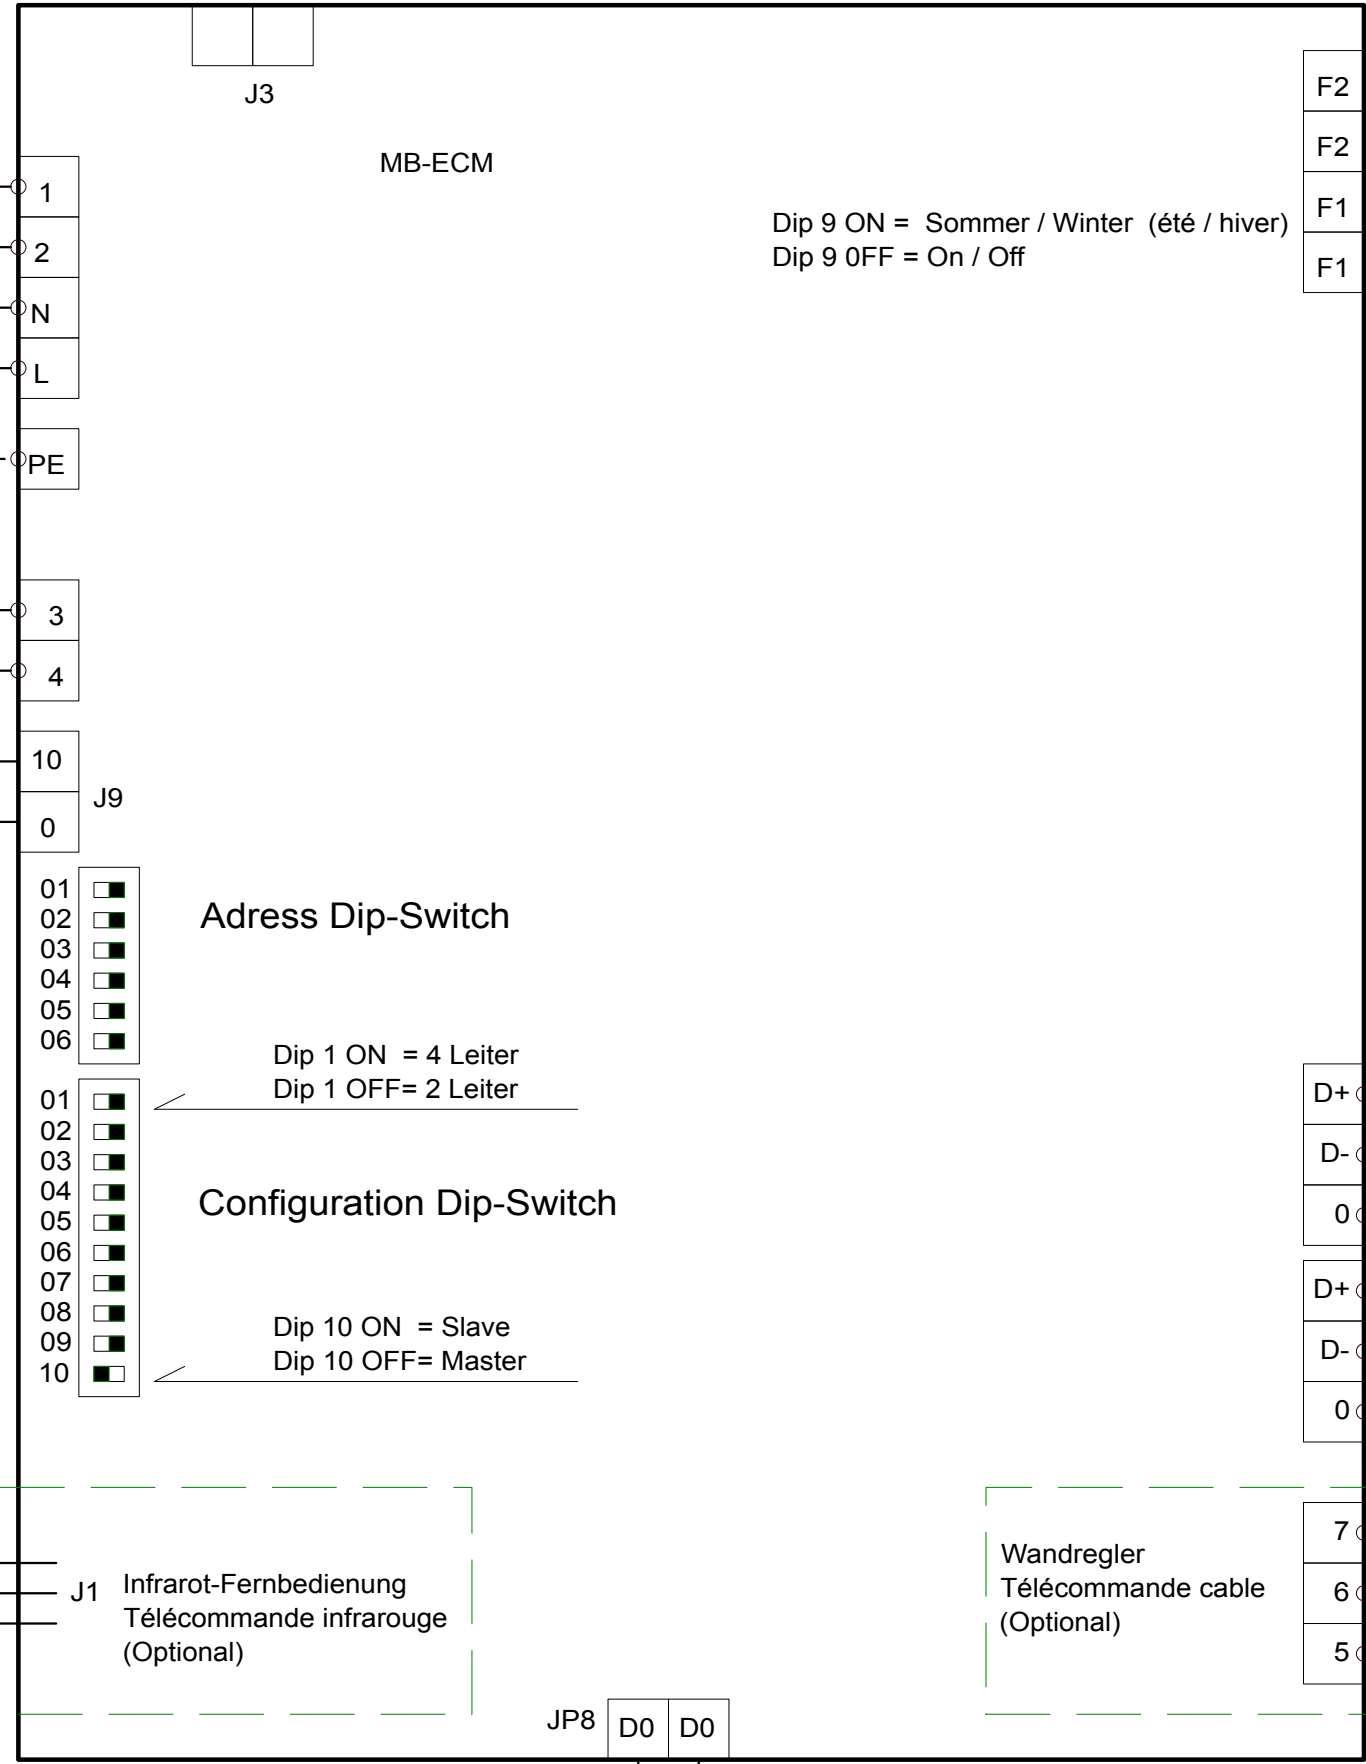 J3
MB-ECM
F2
F2
F1
F1
Dip 9 ON =  Sommer / Winter  (été / hiver)
Dip 9 0FF = On / Off
1
2
N
L
PE
3
4
10
0
J9
01
02
03
04
05
06
Adress Dip-Switch
Dip 1 ON  = 4 Leiter
Dip 1 OFF= 2 Leiter
01
02
03
04
05
06
07
08
09
10
Configuration Dip-Switch
Dip 10 ON  = Slave
Dip 10 OFF= Master
D+
D-
0
D+
D-
0
J1
Infrarot-Fernbedienung
Télécommande infrarouge
(Optional)
Wandregler
Télécommande cable
(Optional)
7
6
5
JP8
D0 D0